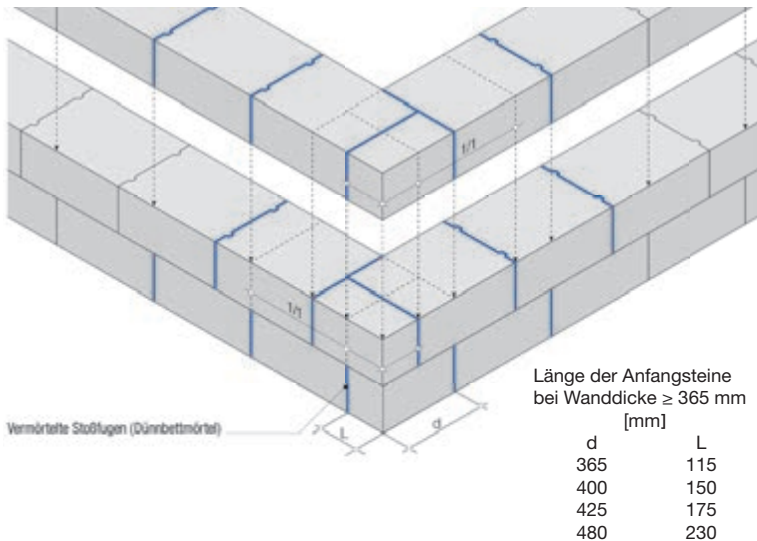 1/1
1/1
Vermörtelte Stoßfugen (Dünnbettmörtel)
L
d
Länge der Anfangsteine
bei Wanddicke ≥ 365 mm
[mm]
d L
365 115
400 150
425 175
480 230